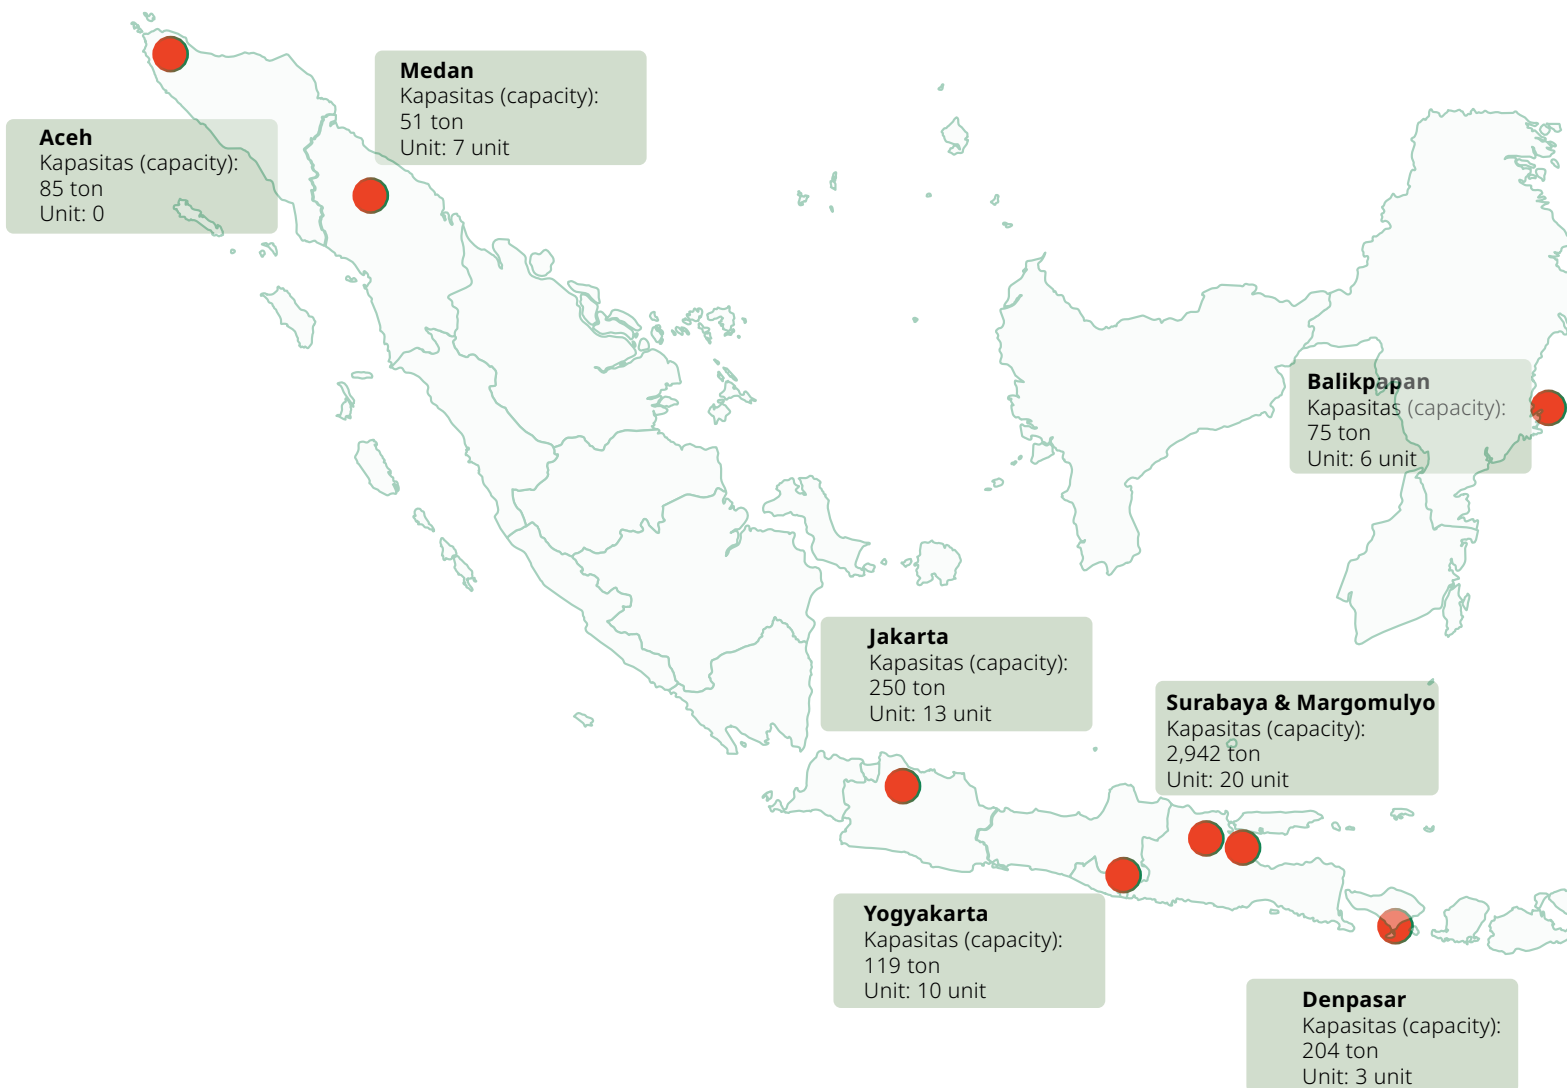 Medan
Kapasitas (capacity):
51 ton
Unit: 7 unit
Aceh
Kapasitas (capacity):
85 ton
Unit: 0
Balikpapan
Kapasitas (capacity):
75 ton
Unit: 6 unit
Jakarta
Kapasitas (capacity):
250 ton
Unit: 13 unit
Surabaya & Margomulyo
Kapasitas (capacity):
2,942 ton
Unit: 20 unit
Yogyakarta
Kapasitas (capacity):
119 ton
Unit: 10 unit
Denpasar
Kapasitas (capacity):
204 ton
Unit: 3 unit